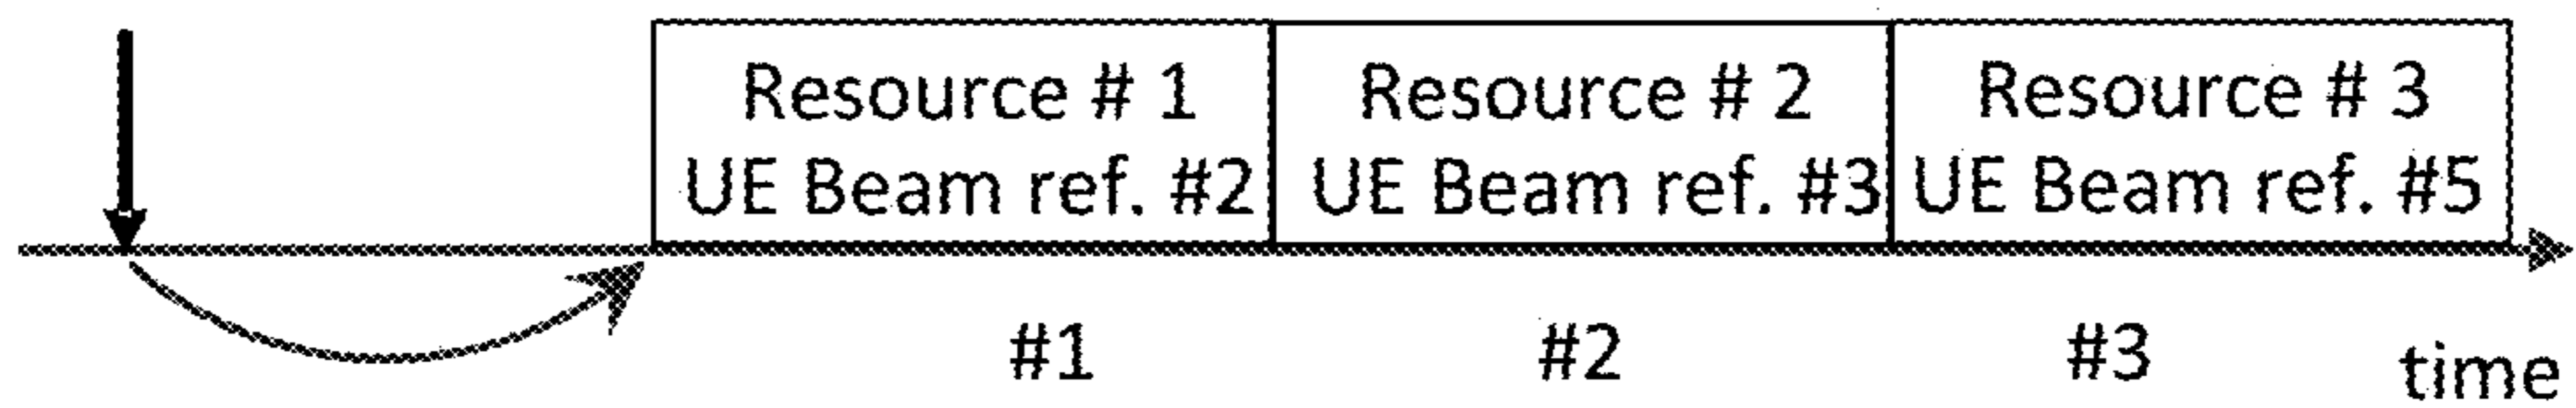 Resource # 1
UE Beam ref. #2
Resource # 2
UE Beam ref. #3
Resource # 3
UE Beam ref. #5
#1
#2
#3
time